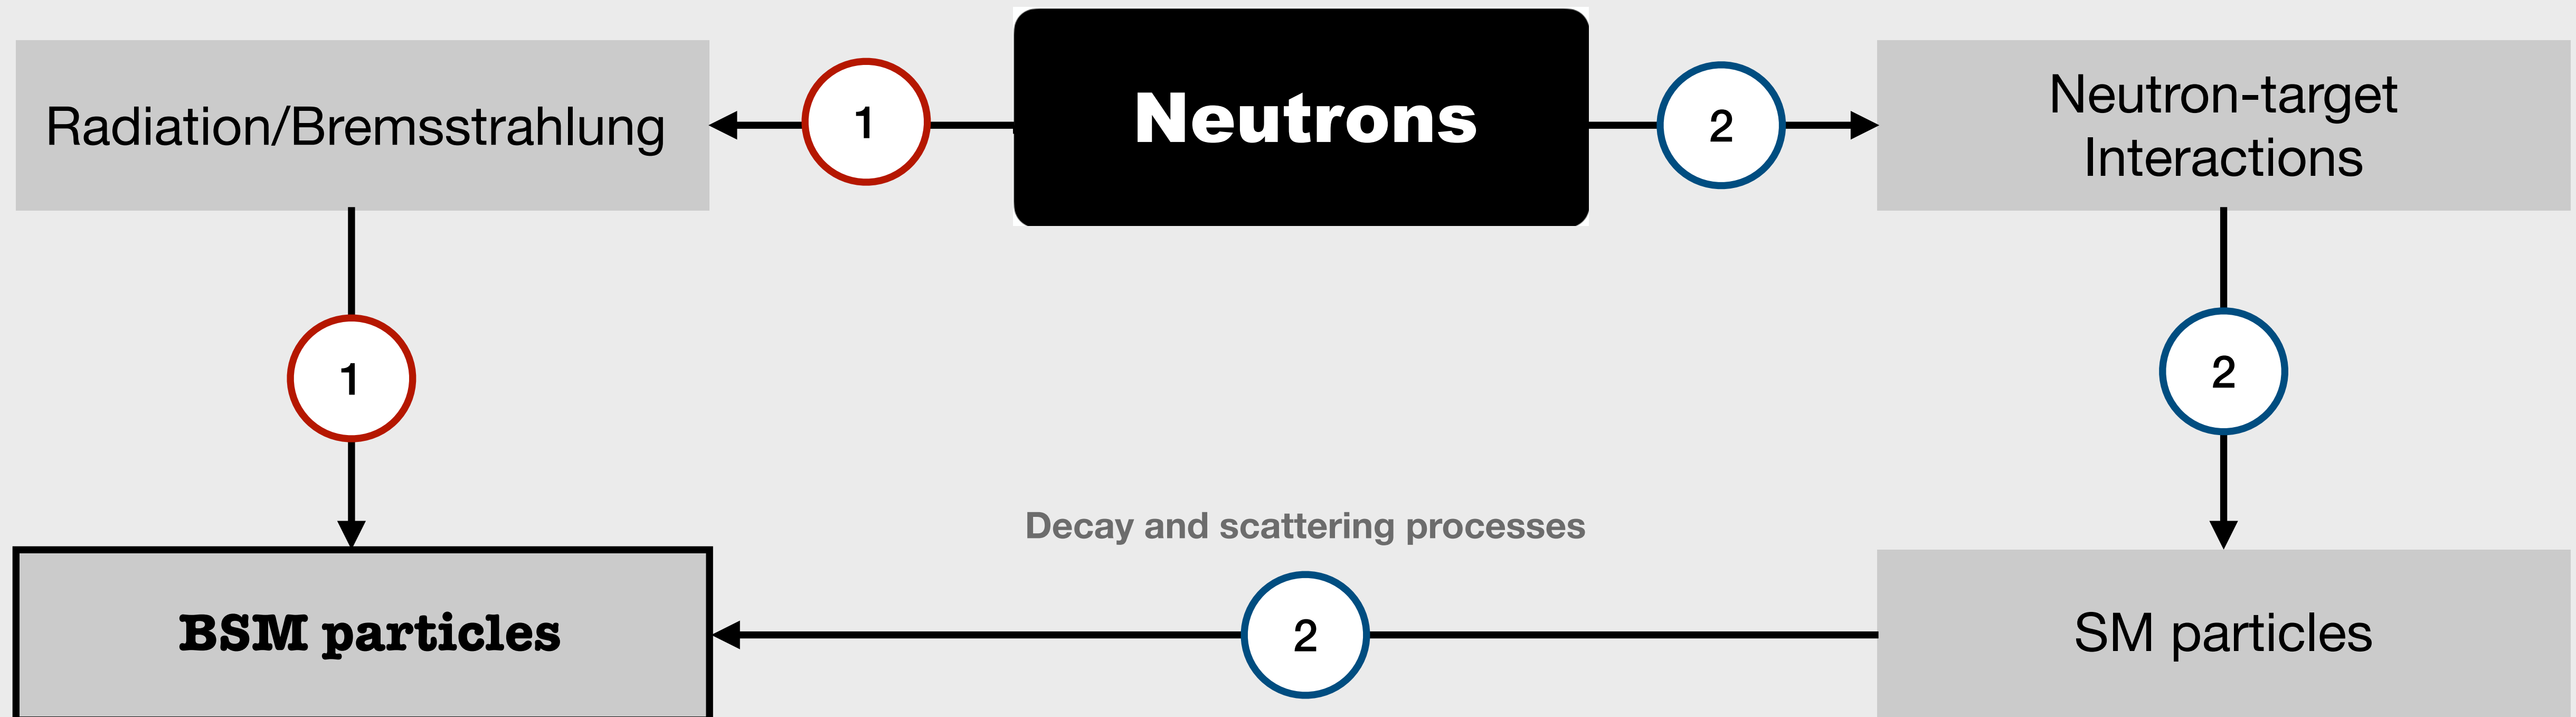 Radiation/Bremsstrahlung
1
Neutrons
2
Neutron-target
Interactions
1
2
Decay and scattering processes
BSM particles
2
SM particles